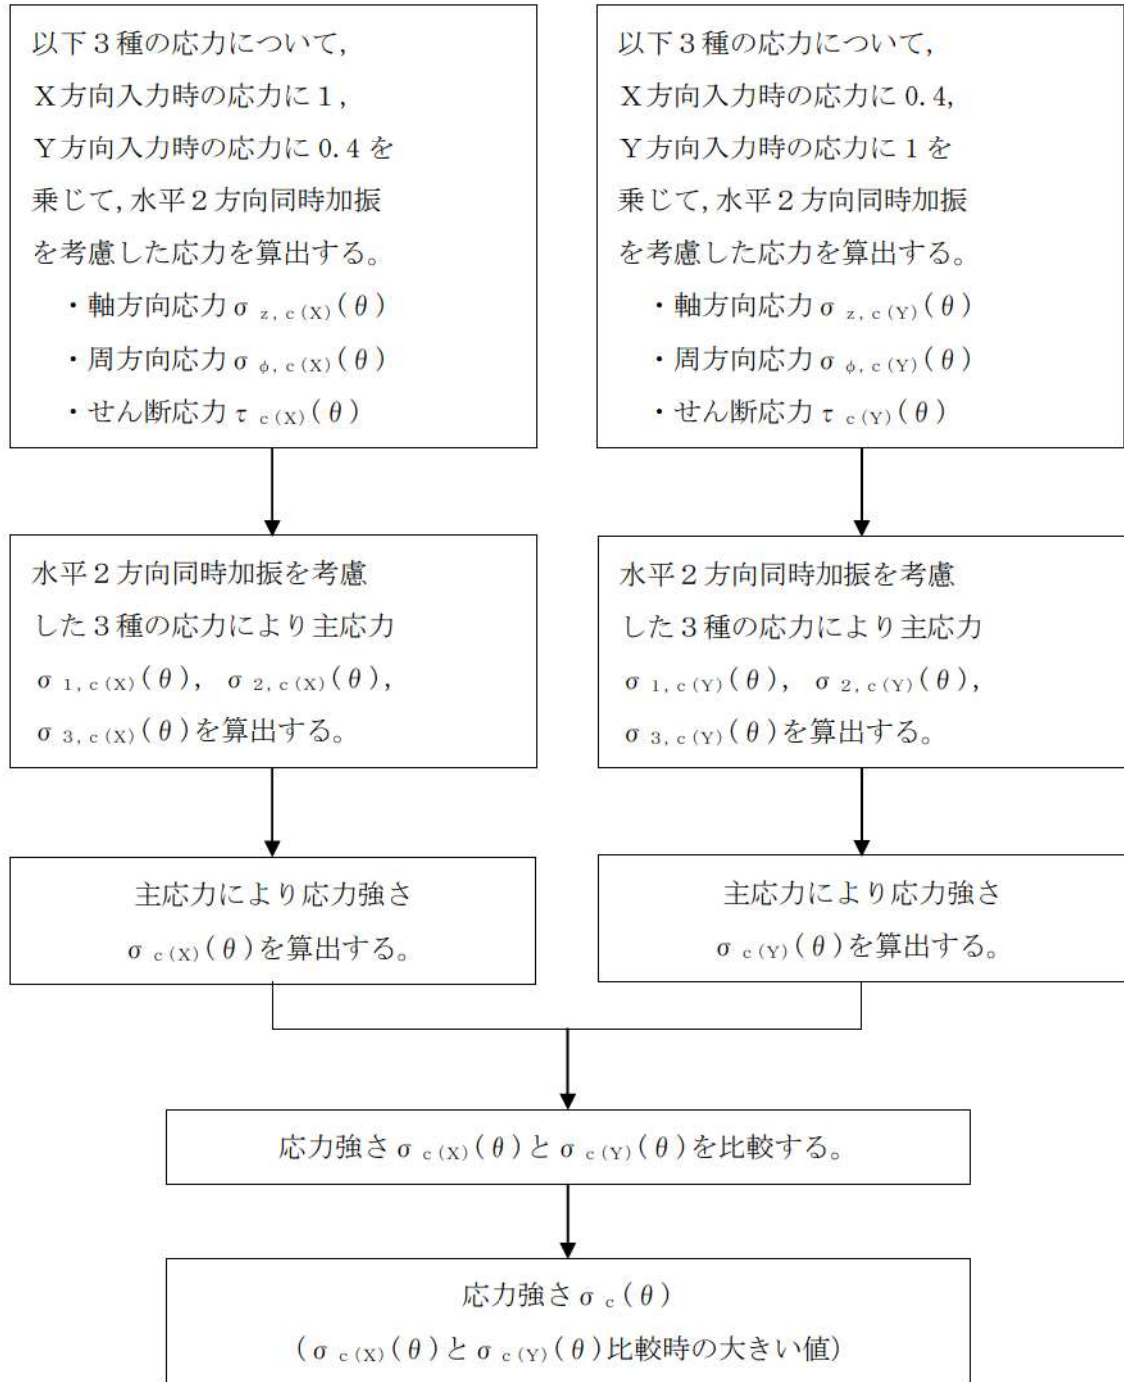 以下3種の応力について,
X方向入力時の応力に1,
Y方向入力時の応力に0.4を
乗じて,水平2方向同時加振
を考慮した応力を算出する。
・軸方向応力σ z, c (X) (θ)
・周方向応力σ φ, c (X) (θ)
・せん断応力τ c (X) (θ)
以下3種の応力について,
X方向入力時の応力に0.4,
Y方向入力時の応力に1を
乗じて,水平2方向同時加振
を考慮した応力を算出する。
・軸方向応力σ z, c (Y) (θ)
・周方向応力σ φ, c (Y) (θ)
・せん断応力τ c (Y) (θ)
水平2方向同時加振を考慮
した3種の応力により主応力
σ 1, c (X) (θ), σ 2, c (X) (θ),
σ 3, c (X) (θ)を算出する。
水平2方向同時加振を考慮
した3種の応力により主応力
σ 1, c (Y) (θ), σ 2, c (Y) (θ),
σ 3, c (Y) (θ)を算出する。
主応力により応力強さ
σ c (X) (θ)を算出する。
主応力により応力強さ
σ c (Y) (θ)を算出する。
応力強さσ c (X) (θ)とσ c (Y) (θ)を比較する。
応力強さσ c (θ)
(σ c (X) (θ)とσ c (Y) (θ)比較時の大きい値)